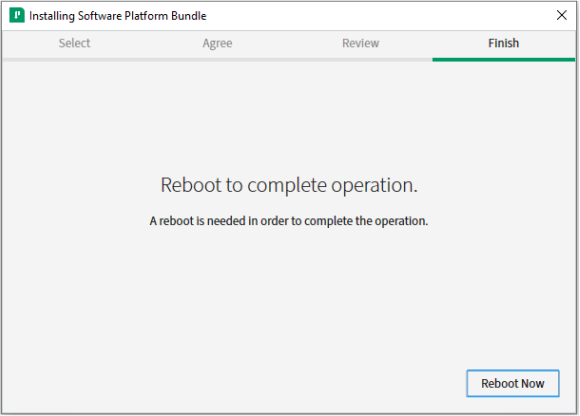 Installing Software Platform Bundle
Select Agree Review Finish
Reboot to complete operation.
A reboot is needed in order to complete the operation.
Reboot Now